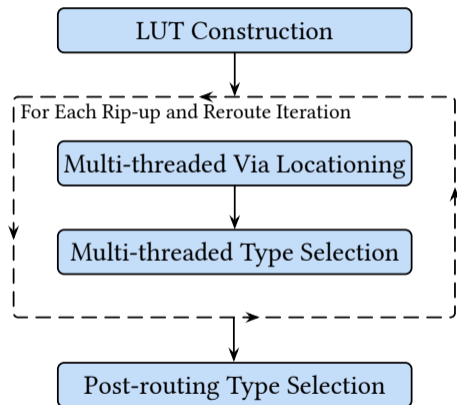 LUT Construction
For Each Rip-up and Reroute Iteration
Multi-threaded Via Locationing
Multi-threaded Type Selection
Post-routing Type Selection